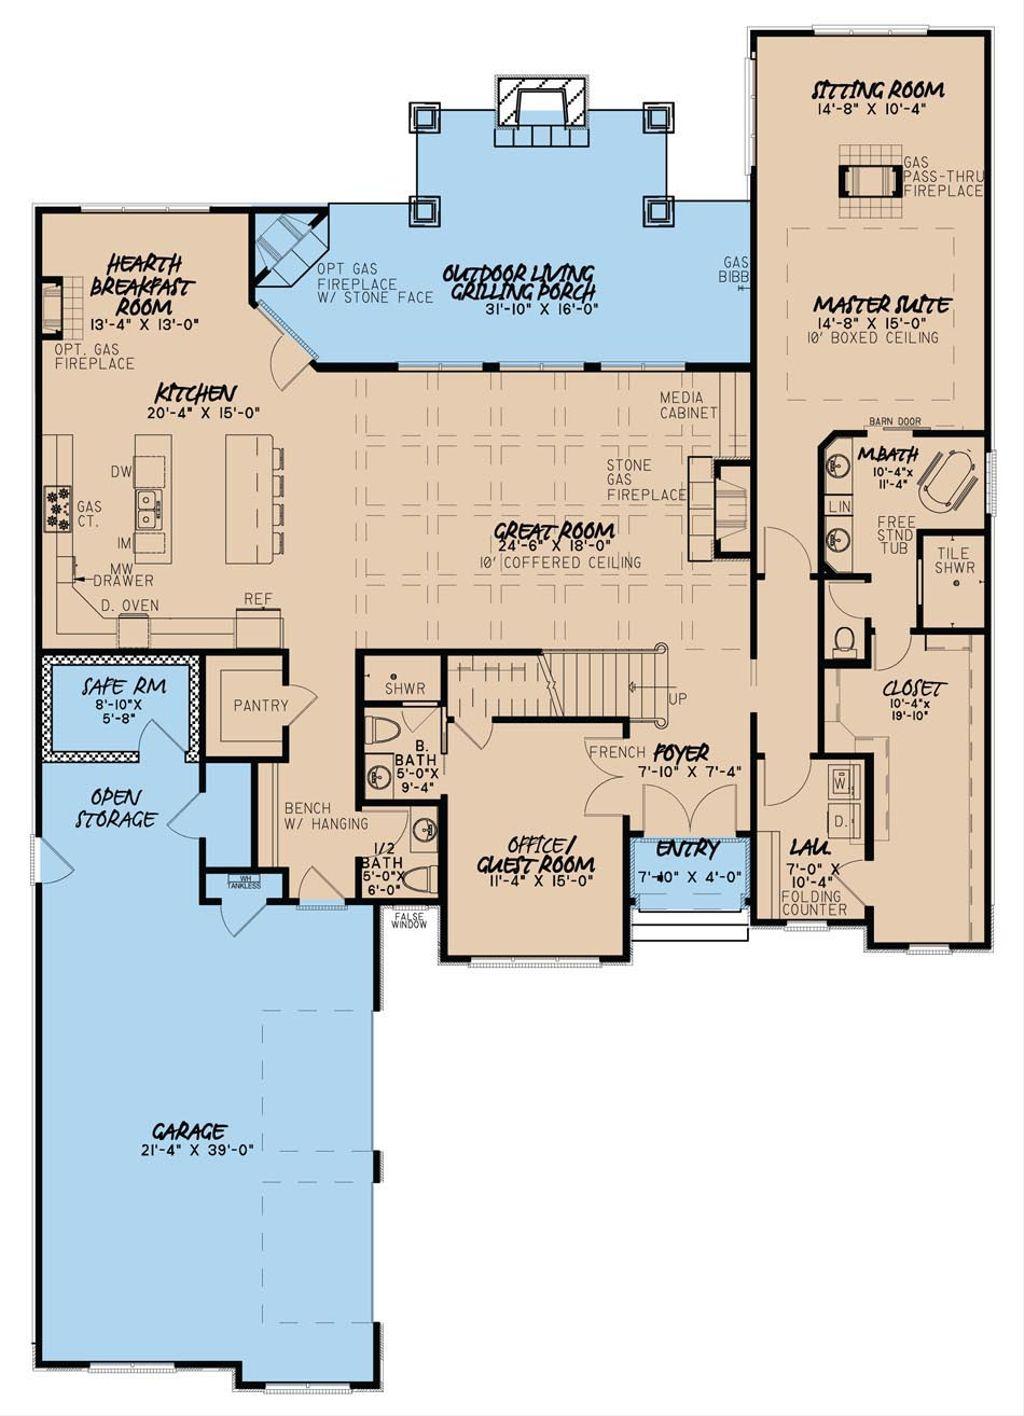 SITTING ROOM
14'-8" X 10'-4"
GAS
PASS-THRU
FIREPLACE
HEARTH
BREAKFAST
ROOM
13'-4" X 13'-0"
OPT. GAS
FIREPLACE
OPT GAS
FIREPLACE
W/ STONE FACE
OUTDOOR LIVING
GRILLING PORCH
31'-10" X 16'-0"
GAS
BIBB
MASTER SUITE
14'-8" X 15'-0"
10' BOXED CEILING
KITCHEN
20'-4" X 15'-0"
MEDIA
CABINET
BARN DOOR
M.BATH
10'-4"x
11'-4"
DW
GAS
CT.
IM
MW
DRAWER
D. OVEN
REF
STONE
GAS
FIREPLACE
GREAT ROOM
24'-6" X 18'-0"
10' COFFERED CEILING
LIN
FREE
STND
TUB
TILE
SHWR
SAFE RM
8'-10"X
5'-8"
PANTRY
SHWR
UP
CLOSET
10'-4"x
19'-10"
B.
BATH
5'-0"X
9'-4"
FRENCH
FOYER
7'-10" X 7'-4"
W.
D.
OPEN
STORAGE
BENCH
W/ HANGING
1/2
BATH
5'-0"X
6'-0"
OFFICE/
GUEST ROOM
11'-4" X 15'-0"
ENTRY
7'-10" X 4'-0"
LAU.
7'-0" X
10'-4"
FOLDING
COUNTER
WH
TANKLESS
FALSE
WINDOW
GARAGE
21'-4" X 39'-0"